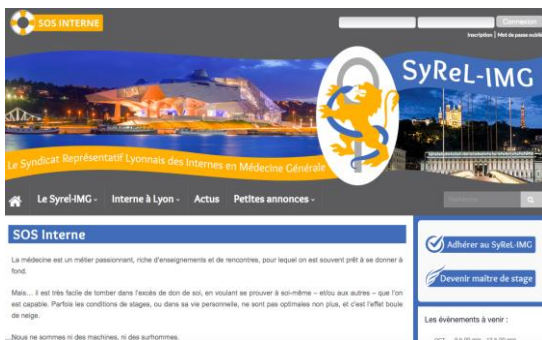 SOS INTERNE
Connexion
Inscription | Mot de passe oublié
SyReL-IMG
Le Syndicat Représentatif Lyonnais des Internes en Médecine Générale
Le Syrel-IMG Interne à Lyon Actus Petites annonces
SOS Interne
La médecine est un métier passionnant, riche d'enseignements et de rencontres, pour lequel on est souvent prêt à se donner à
fond.
Mais… il est très facile de tomber dans l'excès de don de soi, en voulant se prouver à soi-même – et/ou aux autres – que l'on
est capable. Parfois les conditions de stages, ou dans sa vie personnelle, ne sont pas optimales non plus, et c'est l'effet boule
de neige.
Nous ne sommes ni des machines, ni des surhommes.
Adhérer au SyReL-IMG
Devenir maître de stage
Les évènements à venir :